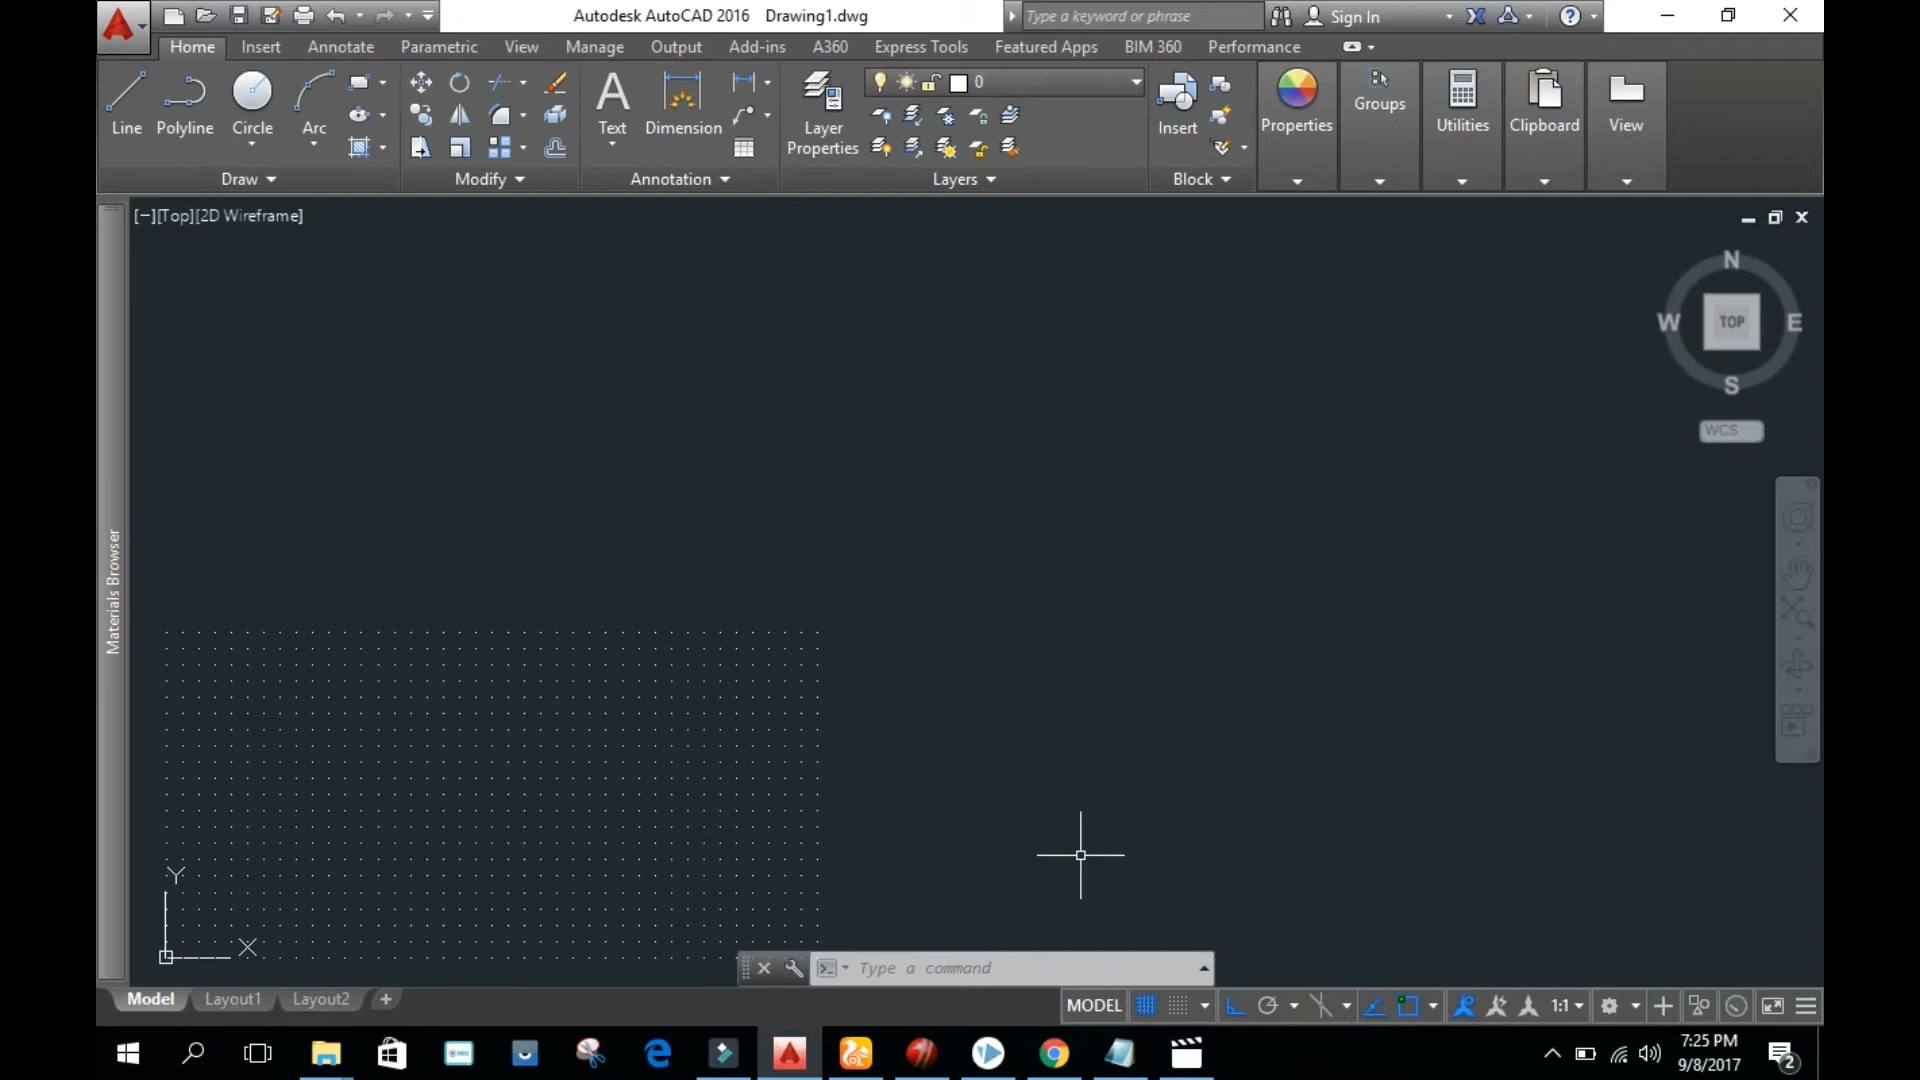 Autodesk AutoCAD 2016 Drawing1.dwg
Type a keyword or phrase
Sign In
Home Insert Annotate Parametric View Manage Output Add-ins A360 Express Tools Featured Apps BIM 360 Performance
Line Polyline Circle Arc
Text Dimension
Layer Properties
0
Insert
Properties
Groups
Utilities
Clipboard
View
Draw Modify Annotation Layers Block
[−][Top][2D Wireframe]
N
W TOP E
S
WCS
Materials Browser
Y
X
Type a command
Model Layout1 Layout2 +
MODEL 1:1
7:25 PM
9/8/2017
2